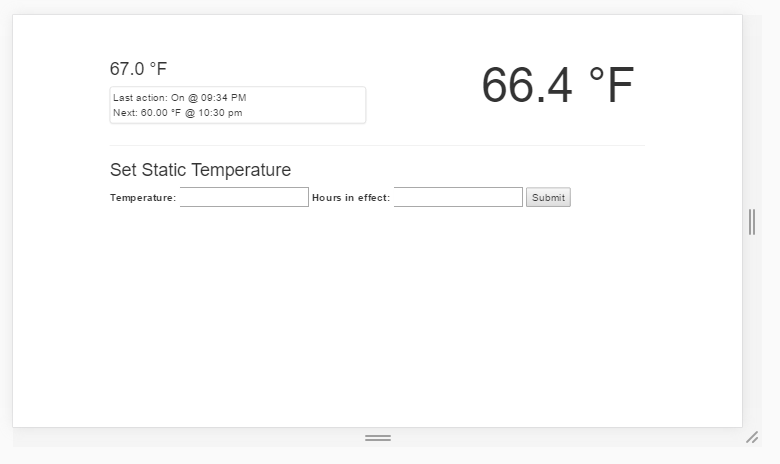 67.0 °F
66.4 °F
Last action: On @ 09:34 PM
Next: 60.00 °F @ 10:30 pm
Set Static Temperature
Temperature: Hours in effect: Submit